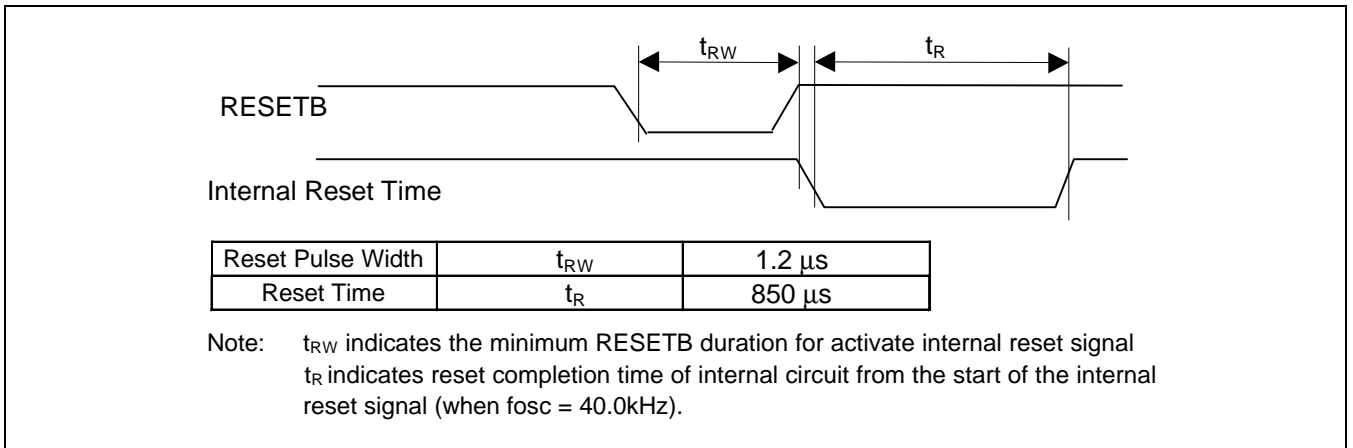 tRW tR
RESETB
Internal Reset Time
Reset Pulse Width tRW 1.2 μs
Reset Time tR 850 μs
Note: tRW indicates the minimum RESETB duration for activate internal reset signal
tR indicates reset completion time of internal circuit from the start of the internal
reset signal (when fosc = 40.0kHz).